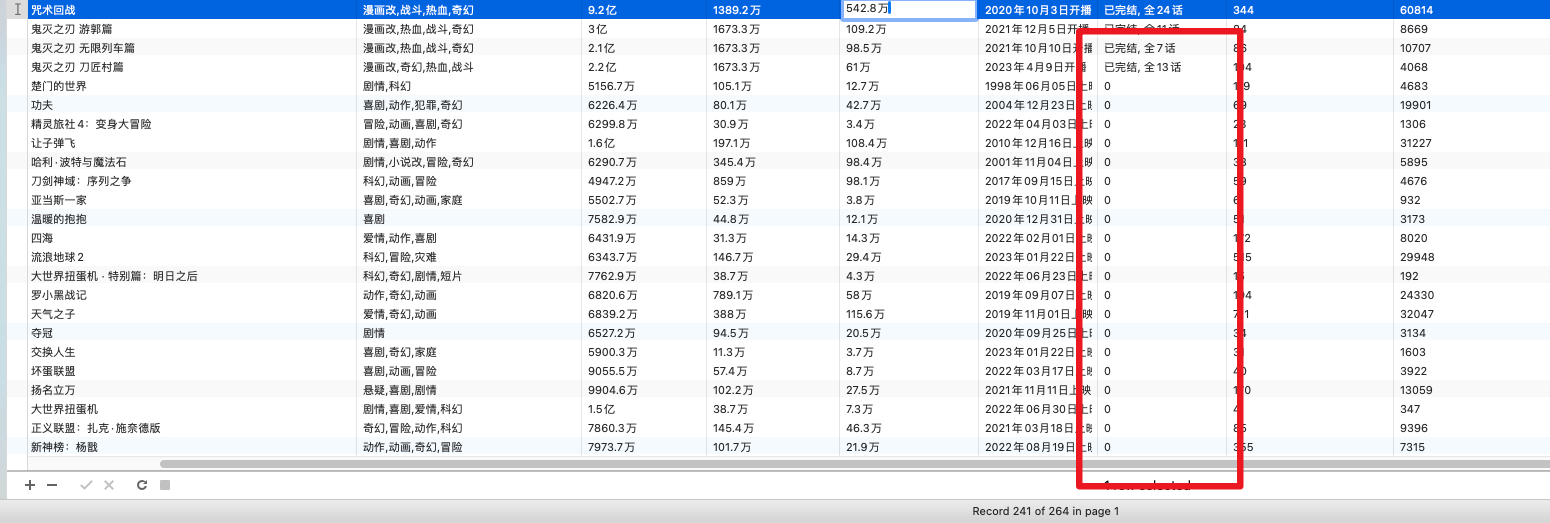 咒术回战 漫画改,战斗,热血,奇幻 9.2亿 1389.2万 542.8万 2020年10月3日开播 已完结, 全24话 344 60814
鬼灭之刃 游郭篇 漫画改,热血,战斗,奇幻 3亿 1673.3万 109.2万 2021年12月5日开播 已完结, 全11话 8669
鬼灭之刃 无限列车篇 漫画改,热血,战斗,奇幻 2.1亿 1673.3万 98.5万 2021年10月10日开播 已完结, 全7话 10707
鬼灭之刃 刀匠村篇 漫画改,奇幻,热血,战斗 2.2亿 1673.3万 61万 2023年4月9日开播 已完结, 全13话 4068
楚门的世界 剧情,科幻 5156.7万 105.1万 12.7万 1998年06月05日上映 0 4683
功夫 喜剧,动作,犯罪,奇幻 6226.4万 80.1万 42.7万 2004年12月23日上映 0 19901
精灵旅社4：变身大冒险 冒险,动画,喜剧,奇幻 6299.8万 30.9万 3.4万 2022年04月03日上映 0 1306
让子弹飞 剧情,喜剧,动作 1.6亿 197.1万 108.4万 2010年12月16日上映 0 31227
哈利·波特与魔法石 剧情,小说改,冒险,奇幻 6290.7万 345.4万 98.4万 2001年11月04日上映 0 5895
刀剑神域：序列之争 科幻,动画,冒险 4947.2万 859万 98.1万 2017年09月15日上映 0 4676
亚当斯一家 喜剧,奇幻,动画,家庭 5502.7万 52.3万 3.8万 2019年10月11日上映 0 932
温暖的抱抱 喜剧 7582.9万 44.8万 12.1万 2020年12月31日上映 0 3173
四海 爱情,动作,喜剧 6431.9万 31.3万 14.3万 2022年02月01日上映 0 8020
流浪地球2 科幻,冒险,灾难 6343.7万 146.7万 29.4万 2023年01月22日上映 0 29948
大世界扭蛋机·特别篇：明日之后 科幻,奇幻,剧情,短片 7762.9万 38.7万 4.3万 2022年06月23日上映 0 192
罗小黑战记 动作,奇幻,动画 6820.6万 789.1万 58万 2019年09月07日上映 0 24330
天气之子 爱情,奇幻,动画 6839.2万 388万 115.6万 2019年11月01日上映 0 32047
夺冠 剧情 6527.2万 94.5万 20.5万 2020年09月25日上映 0 3134
交换人生 喜剧,奇幻,家庭 5900.3万 11.3万 3.7万 2023年01月22日上映 0 1603
坏蛋联盟 喜剧,动画,冒险 9055.5万 57.4万 8.7万 2022年03月17日上映 0 3922
扬名立万 悬疑,喜剧,剧情 9904.6万 102.2万 27.5万 2021年11月11日上映 0 13059
大世界扭蛋机 剧情,喜剧,爱情,科幻 1.5亿 38.7万 7.3万 2022年06月30日上映 0 347
正义联盟：扎克·施奈德版 奇幻,冒险,动作,科幻 7860.3万 145.4万 46.3万 2021年03月18日上映 0 9396
新神榜：杨戬 动作,动画,奇幻,冒险 7973.7万 101.7万 21.9万 2022年08月19日上映 0 7315
1 row selected
Record 241 of 264 in page 1